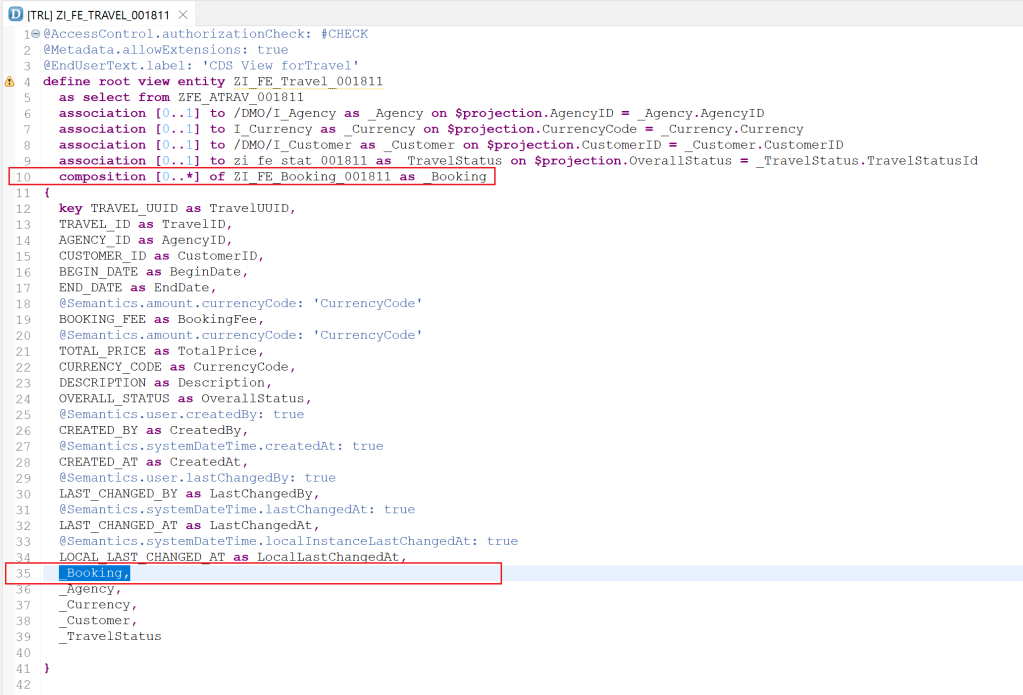 [TRL] ZI_FE_TRAVEL_001811
1 @AccessControl.authorizationCheck: #CHECK
2 @Metadata.allowExtensions: true
3 @EndUserText.label: 'CDS View forTravel'
4 define root view entity ZI_FE_Travel_001811
5 as select from ZFE_ATRAV_001811
6 association [0..1] to /DMO/I_Agency as _Agency on $projection.AgencyID = _Agency.AgencyID
7 association [0..1] to I_Currency as _Currency on $projection.CurrencyCode = _Currency.Currency
8 association [0..1] to /DMO/I_Customer as _Customer on $projection.CustomerID = _Customer.CustomerID
9 association [0..1] to zi_fe_stat_001811 as _TravelStatus on $projection.OverallStatus = _TravelStatus.TravelStatusId
10 composition [0..*] of ZI_FE_Booking_001811 as _Booking
11 {
12 key TRAVEL_UUID as TravelUUID,
13 TRAVEL_ID as TravelID,
14 AGENCY_ID as AgencyID,
15 CUSTOMER_ID as CustomerID,
16 BEGIN_DATE as BeginDate,
17 END_DATE as EndDate,
18 @Semantics.amount.currencyCode: 'CurrencyCode'
19 BOOKING_FEE as BookingFee,
20 @Semantics.amount.currencyCode: 'CurrencyCode'
21 TOTAL_PRICE as TotalPrice,
22 CURRENCY_CODE as CurrencyCode,
23 DESCRIPTION as Description,
24 OVERALL_STATUS as OverallStatus,
25 @Semantics.user.createdBy: true
26 CREATED_BY as CreatedBy,
27 @Semantics.systemDateTime.createdAt: true
28 CREATED_AT as CreatedAt,
29 @Semantics.user.lastChangedBy: true
30 LAST_CHANGED_BY as LastChangedBy,
31 @Semantics.systemDateTime.lastChangedAt: true
32 LAST_CHANGED_AT as LastChangedAt,
33 @Semantics.systemDateTime.localInstanceLastChangedAt: true
34 LOCAL_LAST_CHANGED_AT as LocalLastChangedAt,
35 _Booking,
36 _Agency,
37 _Currency,
38 _Customer,
39 _TravelStatus
40
41 }
42